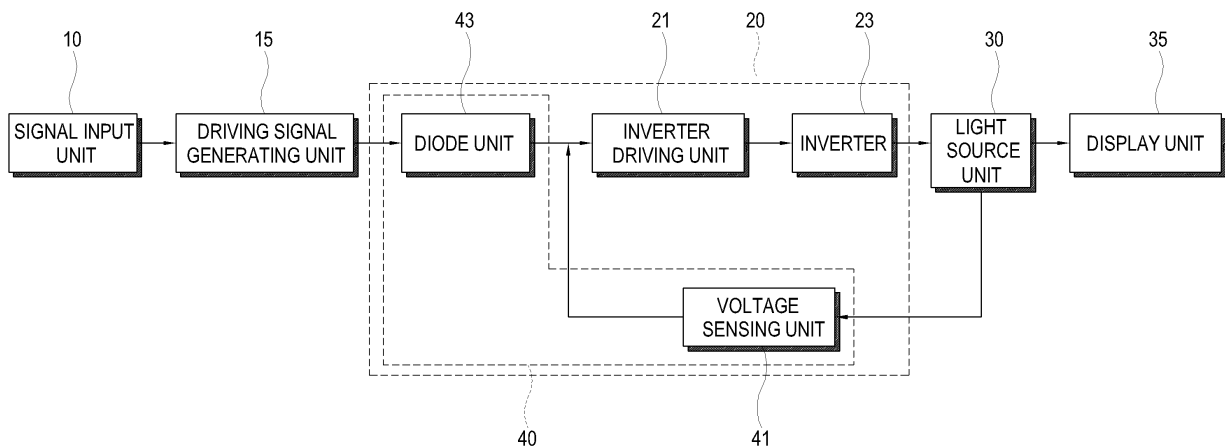 10
15
43
21
20
23
30
35
SIGNAL INPUT
UNIT
DRIVING SIGNAL
GENERATING UNIT
DIODE UNIT
INVERTER
DRIVING UNIT
INVERTER
LIGHT
SOURCE
UNIT
DISPLAY UNIT
VOLTAGE
SENSING UNIT
40
41